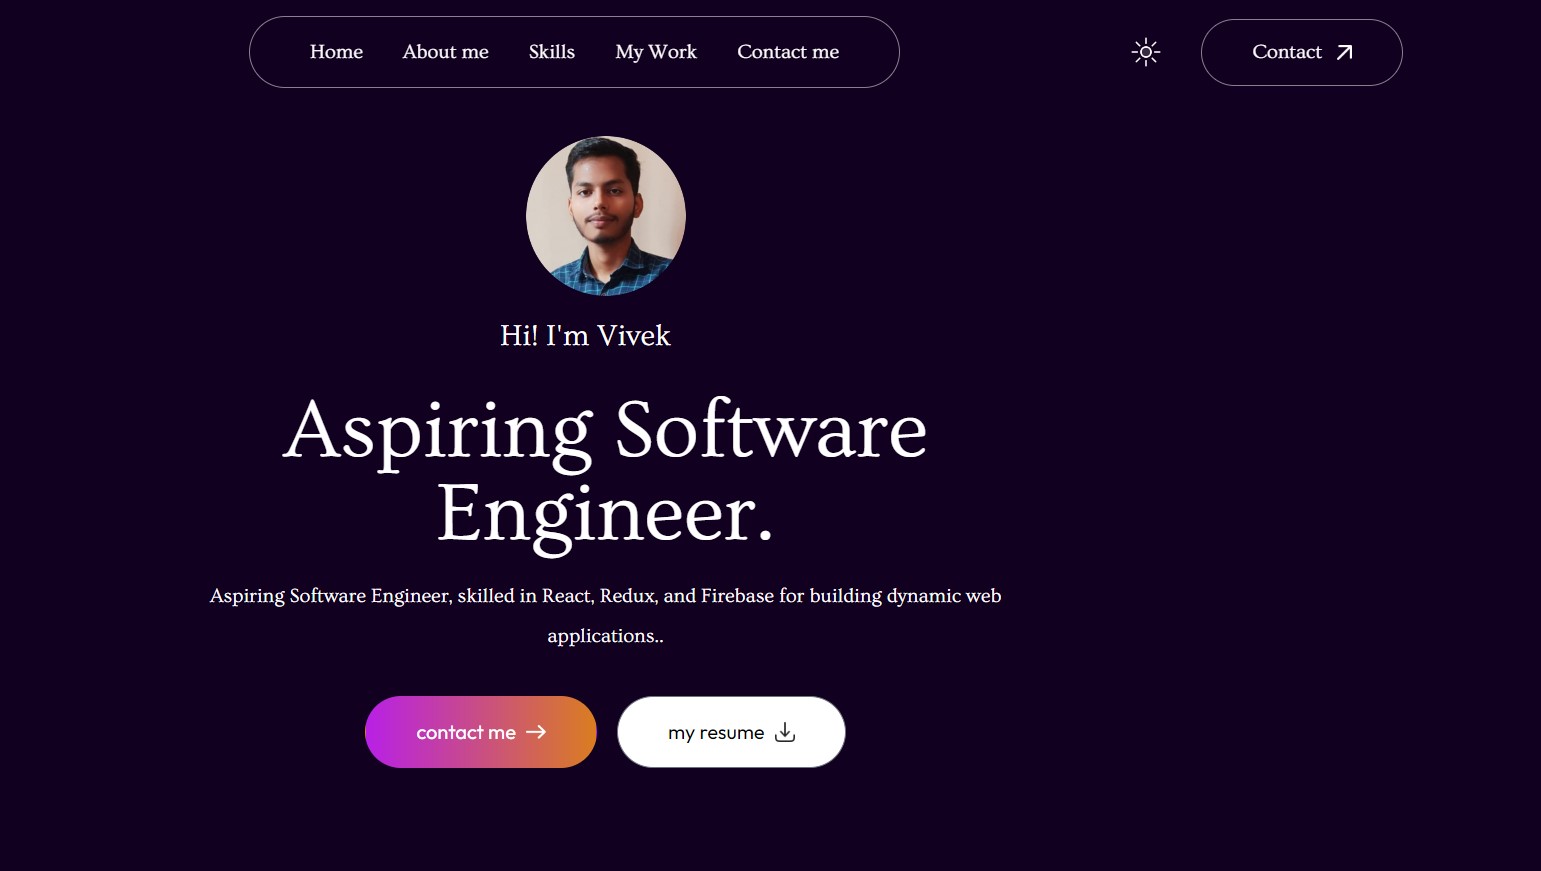 Home About me Skills My Work Contact me Contact
Hi! I'm Vivek
Aspiring Software
Engineer.
Aspiring Software Engineer, skilled in React, Redux, and Firebase for building dynamic web
applications..
contact me my resume